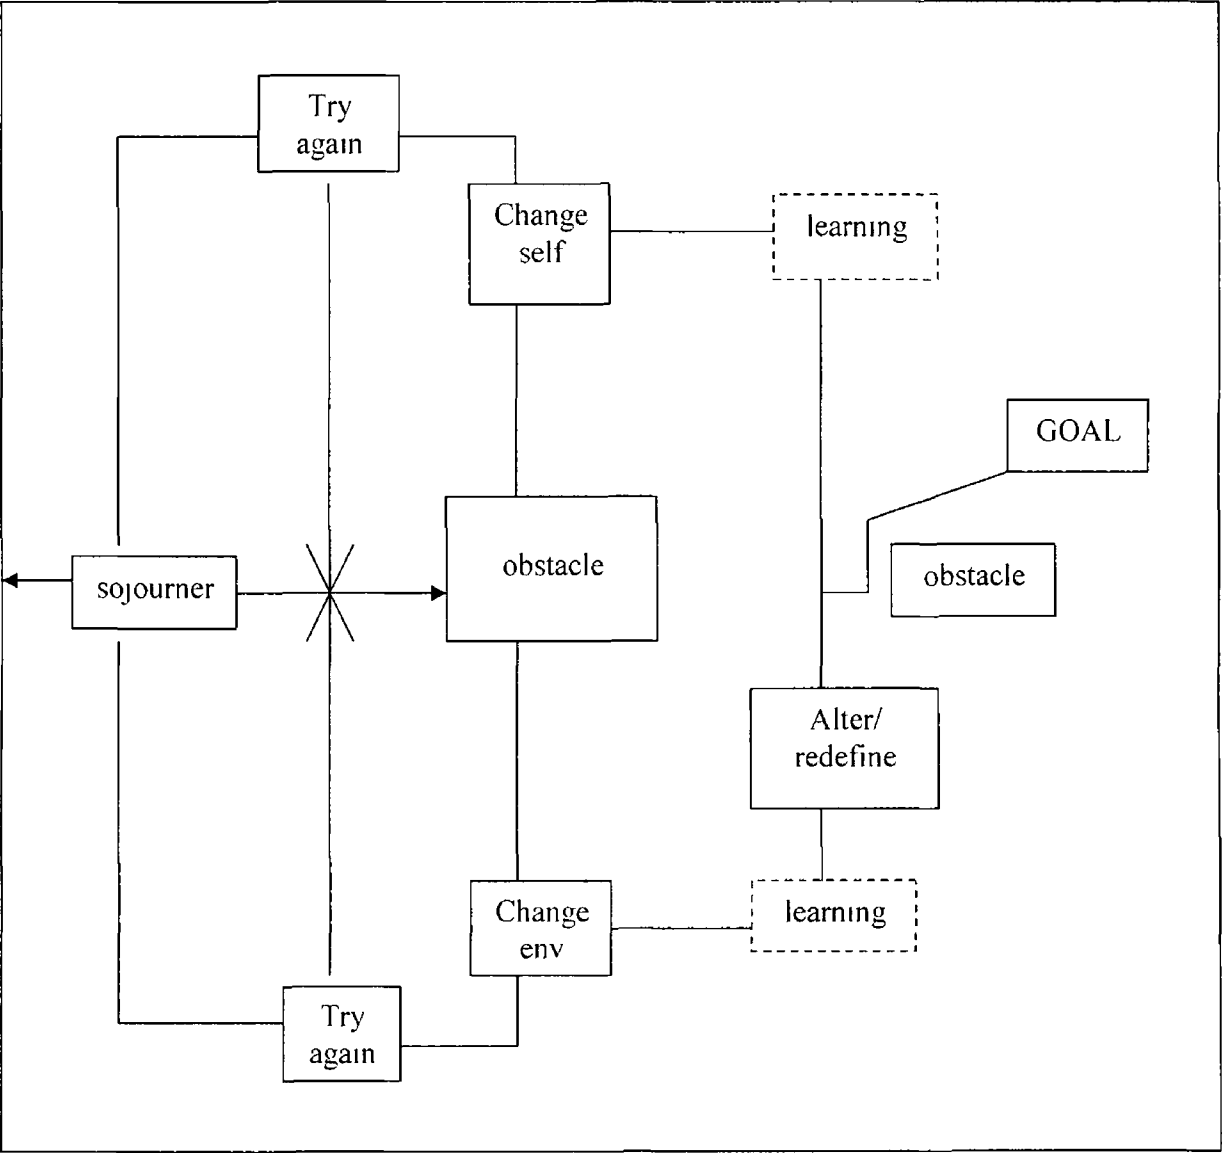 Try
again
Change
self
learning
GOAL
obstacle
obstacle
sojourner
Alter/
redefine
Change
env
learning
Try
again